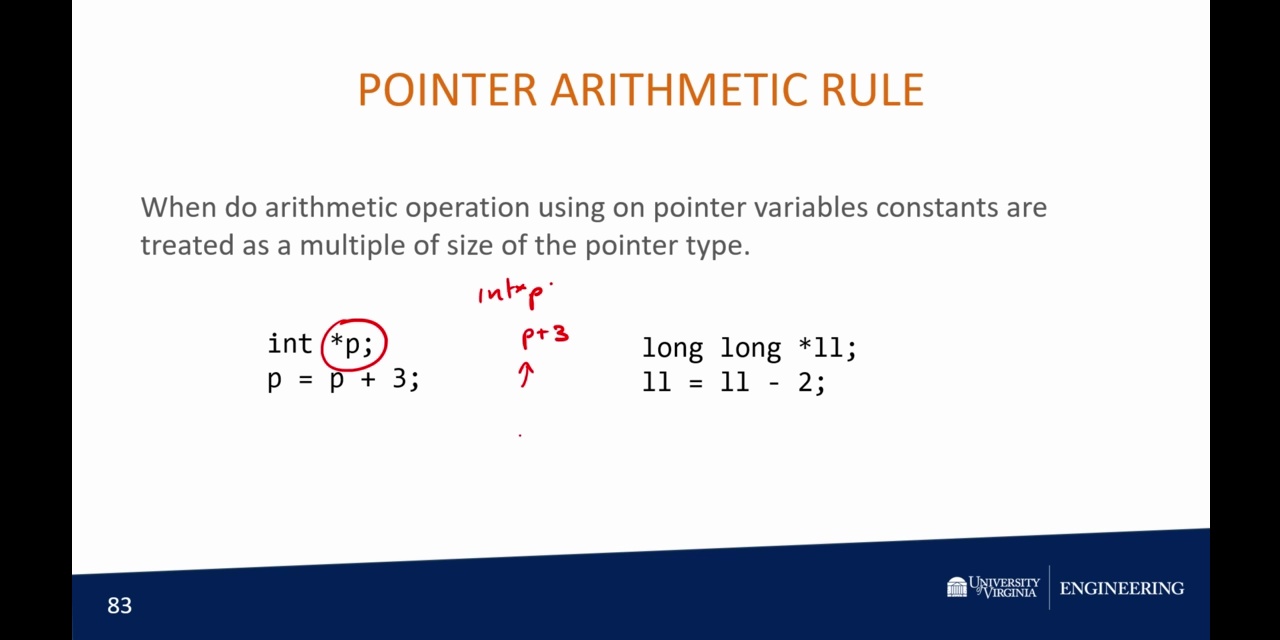 POINTER ARITHMETIC RULE
When do arithmetic operation using on pointer variables constants are
treated as a multiple of size of the pointer type.
int *p;
p = p + 3;
int* p
p+3
long long *ll;
ll = ll - 2;
83
UNIVERSITY
of VIRGINIA
ENGINEERING